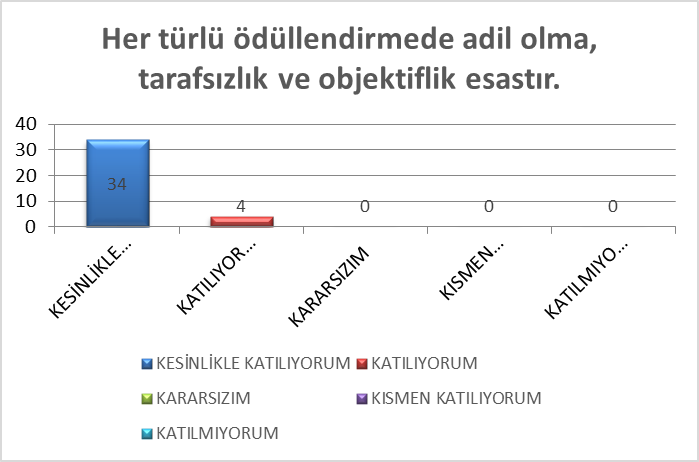 Her türlü ödüllendirmede adil olma,
tarafsızlık ve objektiflik esastır.
40
30
20
10
0
34
4
0
0
0
KESİNLİKLE...
KATILIYOR...
KARARSIZIM
KISMEN...
KATILMIYO...
KESİNLİKLE KATILIYORUM
KATILIYORUM
KARARSIZIM
KISMEN KATILIYORUM
KATILMIYORUM